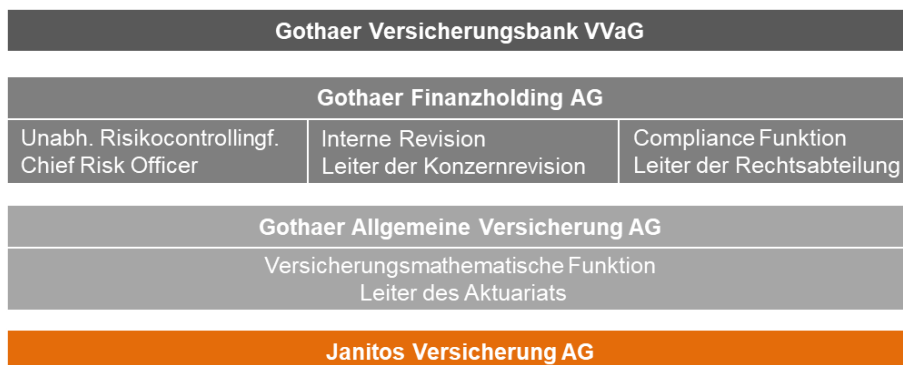 Gothaer Versicherungsbank VVaG
Gothaer Finanzholding AG
Unabh. Risikocontrollingf.
Chief Risk Officer
Interne Revision
Leiter der Konzernrevision
Compliance Funktion
Leiter der Rechtsabteilung
Gothaer Allgemeine Versicherung AG
Versicherungsmathematische Funktion
Leiter des Aktuariats
Janitos Versicherung AG